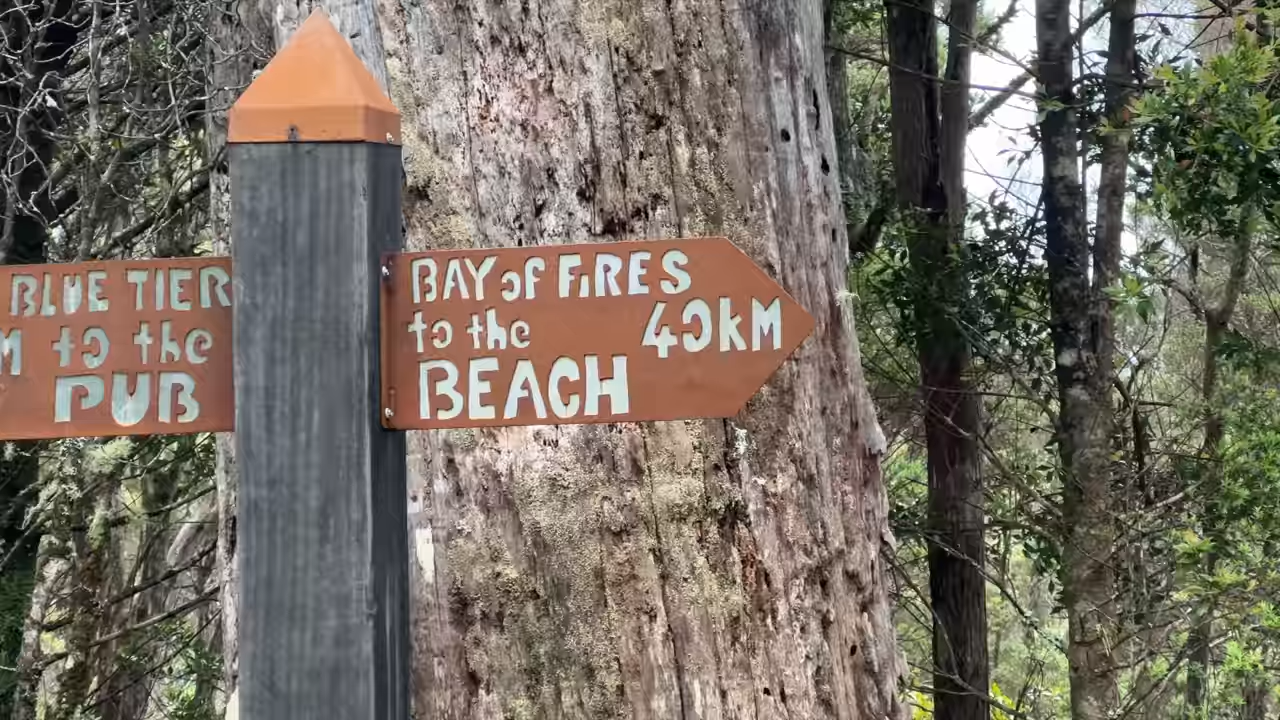 BLUE TIER
M to the
PUB
BAY of FIRES
to the 40KM
BEACH